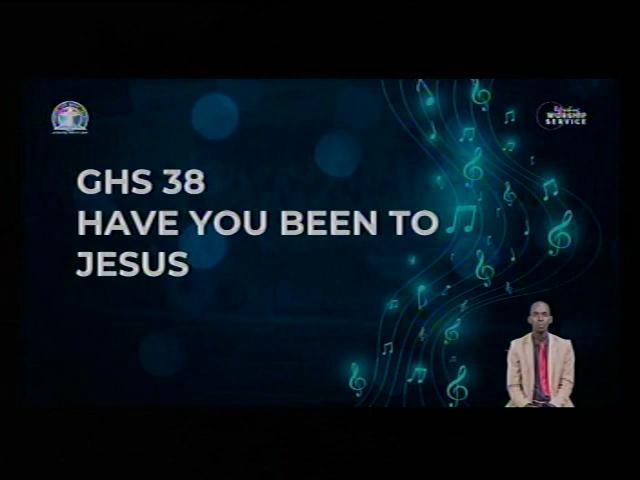 GHS 38
HAVE YOU BEEN TO
JESUS
WORSHIP
SERVICE